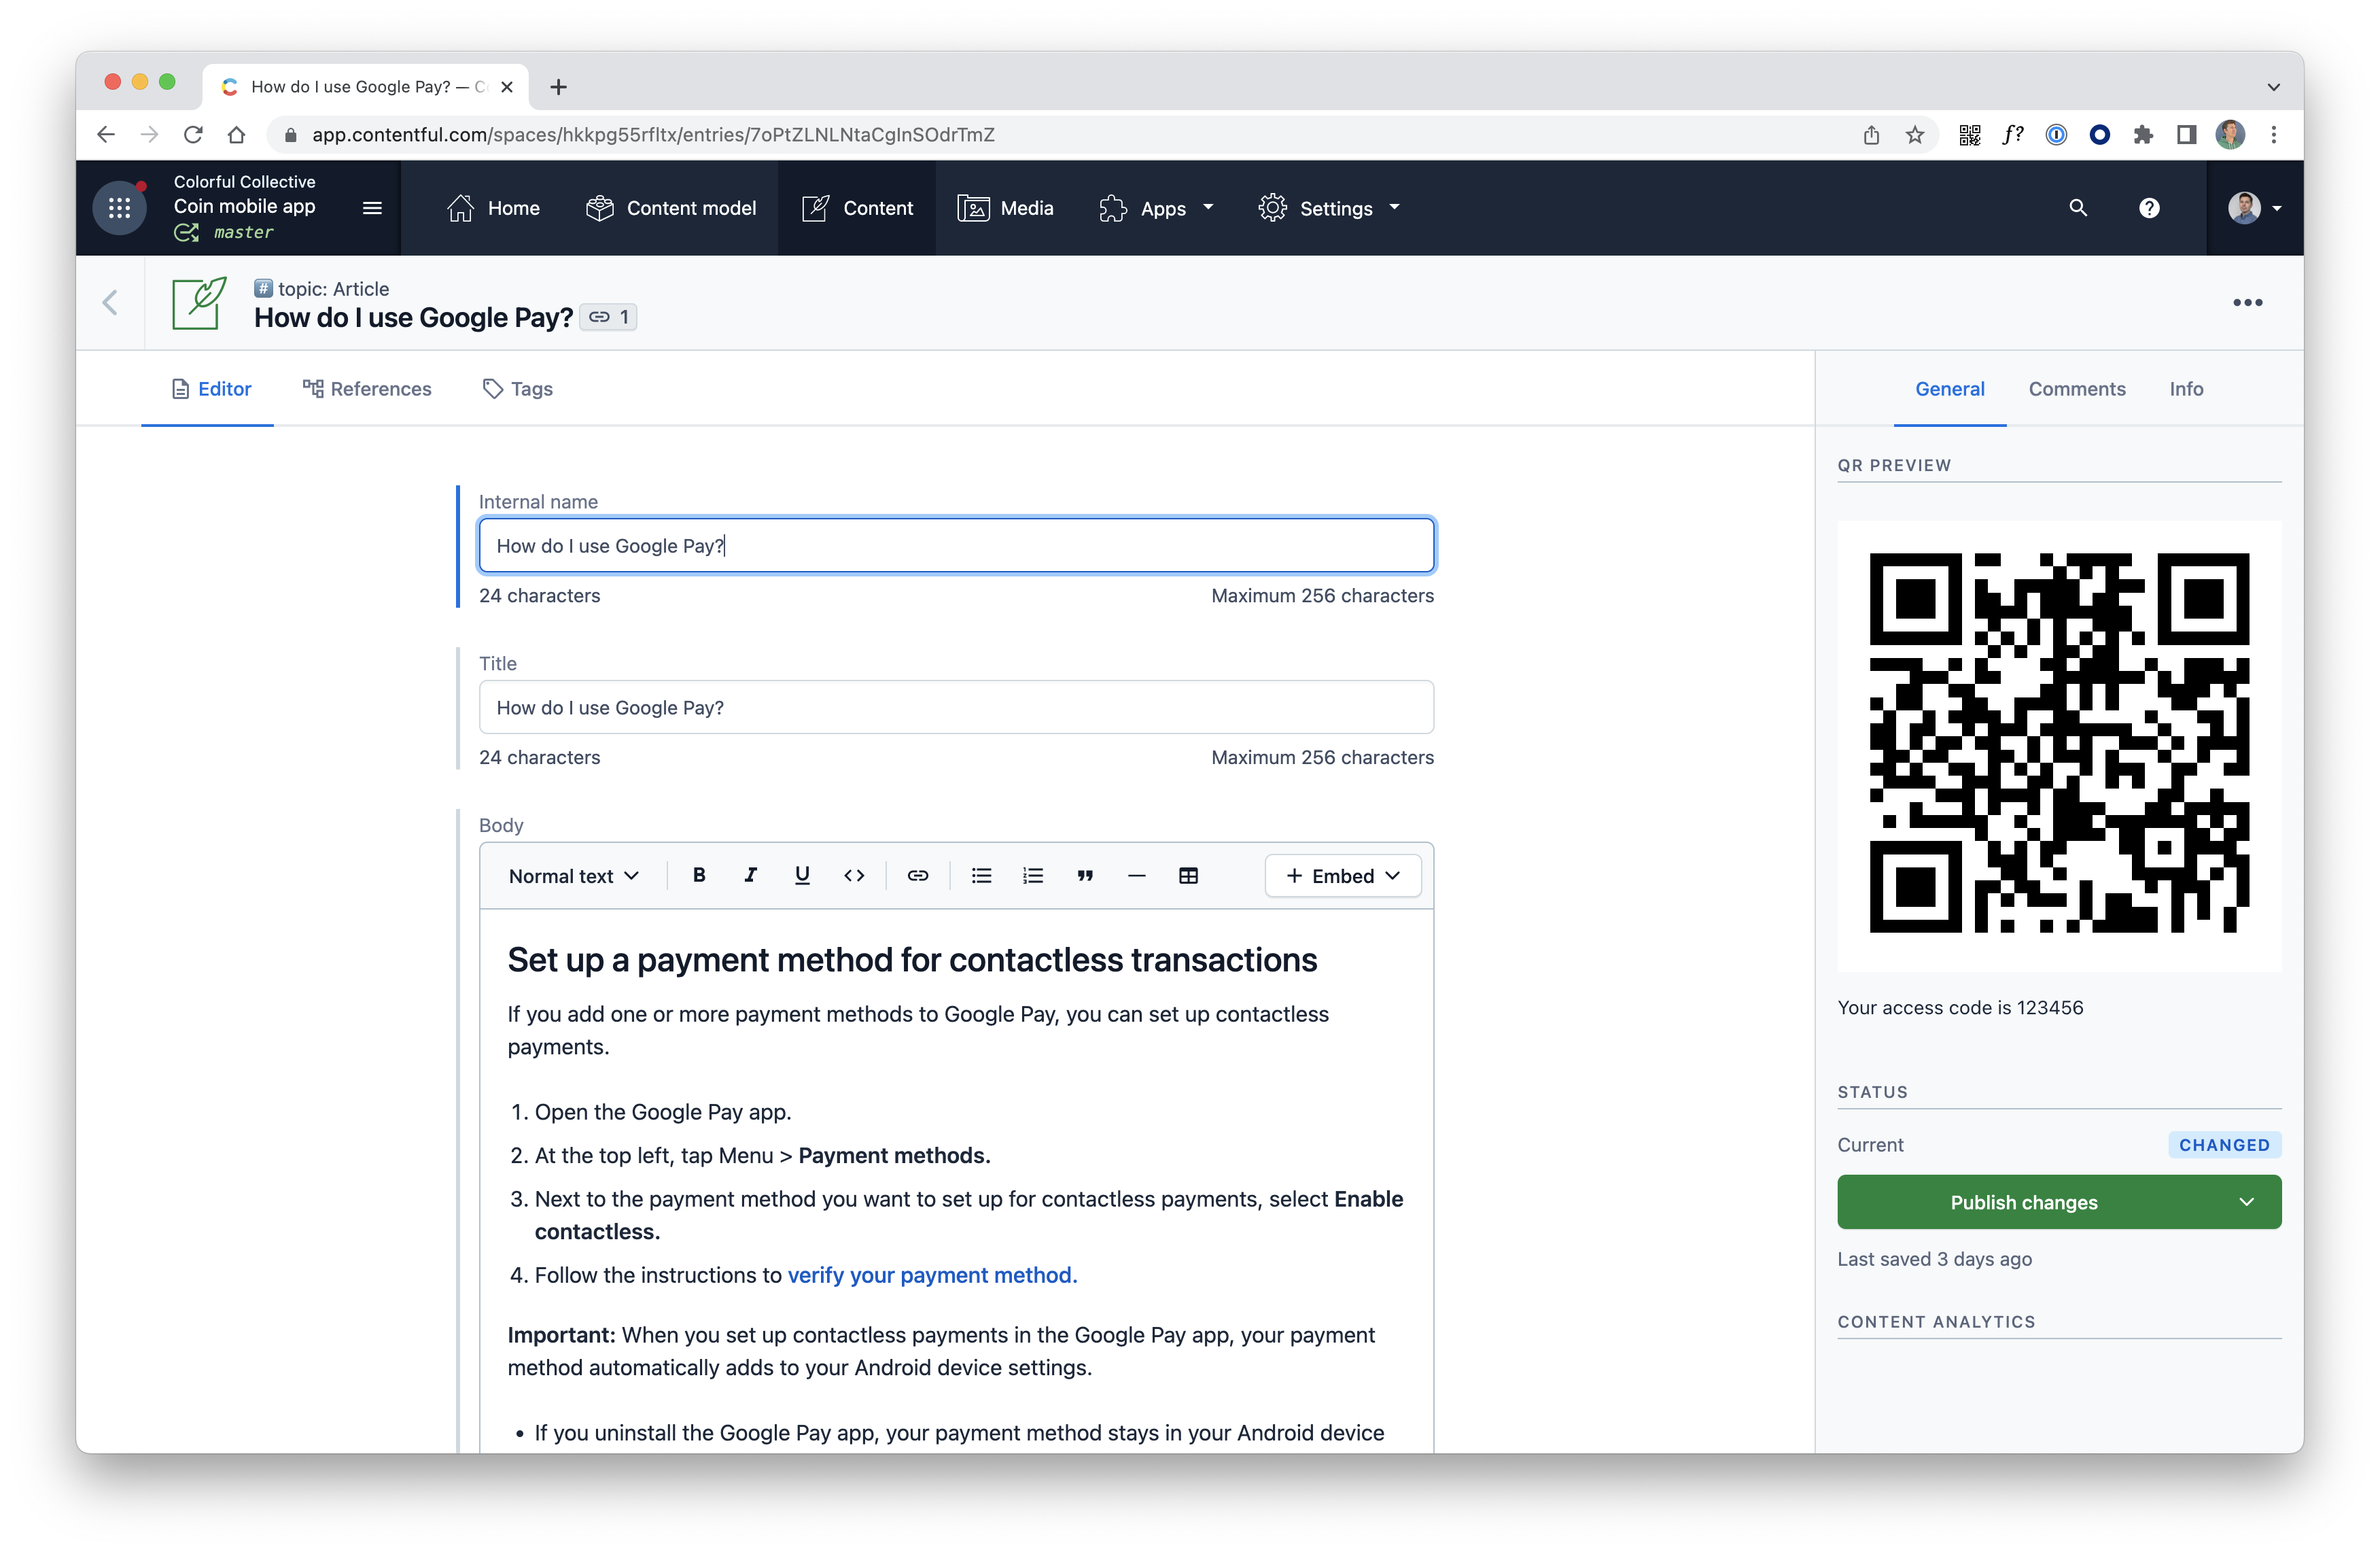 How do I use Google Pay? — C
app.contentful.com/spaces/hkkpg55rfltx/entries/7oPtZLNLNtaCgInSOdrTmZ
f?
Colorful Collective
Coin mobile app
master
Home
Content model
Content
Media
Apps
Settings
# topic: Article
How do I use Google Pay? 1
Editor
References
Tags
General
Comments
Info
Internal name
How do I use Google Pay?
24 characters
Maximum 256 characters
Title
How do I use Google Pay?
24 characters
Maximum 256 characters
Body
Normal text
B I U <>
+ Embed
Set up a payment method for contactless transactions
If you add one or more payment methods to Google Pay, you can set up contactless
payments.
1. Open the Google Pay app.
2. At the top left, tap Menu > Payment methods.
3. Next to the payment method you want to set up for contactless payments, select Enable
contactless.
4. Follow the instructions to verify your payment method.
Important: When you set up contactless payments in the Google Pay app, your payment
method automatically adds to your Android device settings.
• If you uninstall the Google Pay app, your payment method stays in your Android device
QR PREVIEW
Your access code is 123456
STATUS
Current
CHANGED
Publish changes
Last saved 3 days ago
CONTENT ANALYTICS